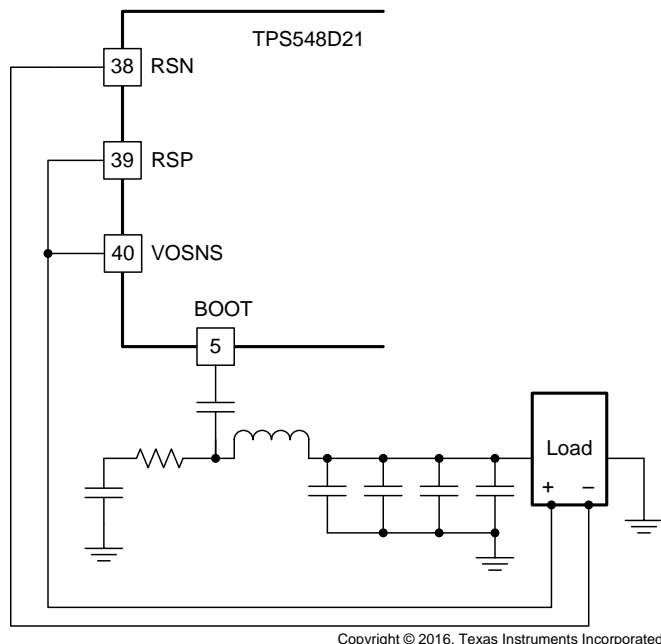 TPS548D21
38 RSN
39 RSP
40 VOSNS
BOOT
5
Load
+ −
Copyright © 2016, Texas Instruments Incorporated